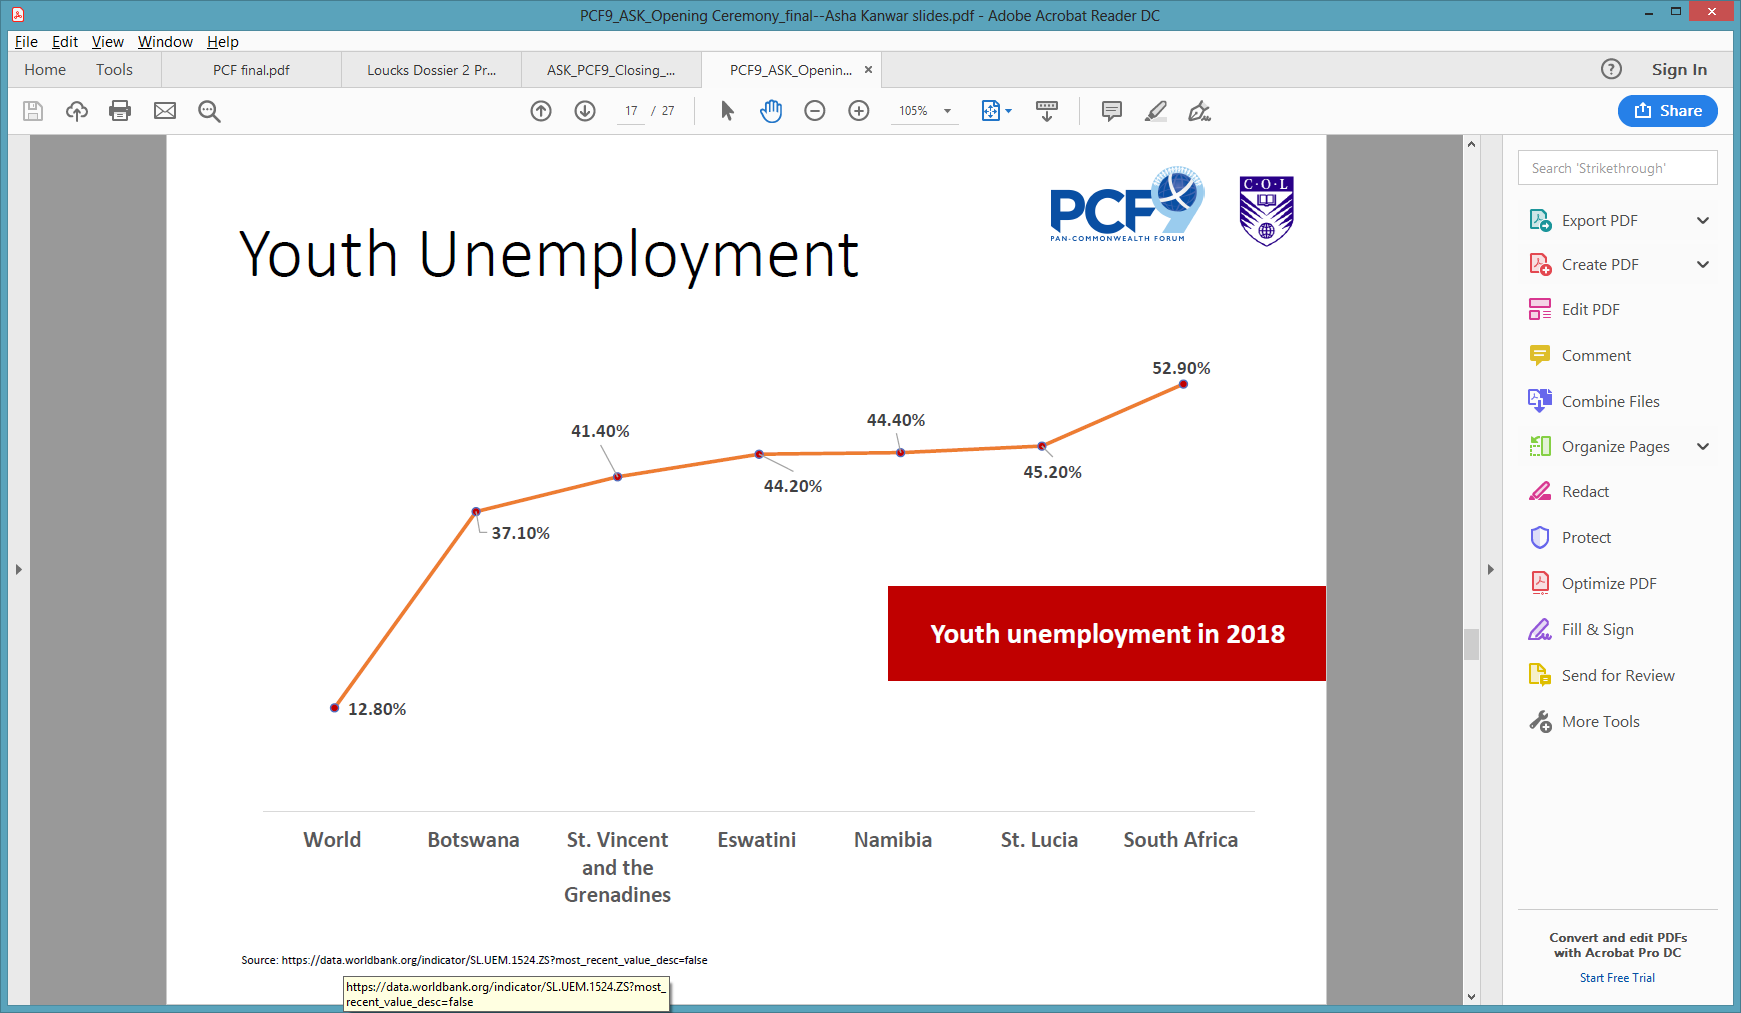 PCF9_ASK_Opening Ceremony_final--Asha Kanwar slides.pdf - Adobe Acrobat Reader DC
File Edit View Window Help
Home Tools PCF final.pdf Loucks Dossier 2 Pr... ASK_PCF9_Closing_... PCF9_ASK_Openin... × ? Sign In
17 / 27 105% Share
Search 'Strikethrough'
Export PDF
Create PDF
Edit PDF
Comment
Combine Files
Organize Pages
Redact
Protect
Optimize PDF
Fill & Sign
Send for Review
More Tools
Convert and edit PDFs
with Acrobat Pro DC
Start Free Trial
PCF9
PAN-COMMONWEALTH FORUM
C·O·L
Youth Unemployment
52.90%
44.40%
41.40%
45.20%
44.20%
37.10%
Youth unemployment in 2018
12.80%
World Botswana St. Vincent Eswatini Namibia St. Lucia South Africa
and the
Grenadines
Source: https://data.worldbank.org/indicator/SL.UEM.1524.ZS?most_recent_value_desc=false
https://data.worldbank.org/indicator/SL.UEM.1524.ZS?most_
recent_value_desc=false